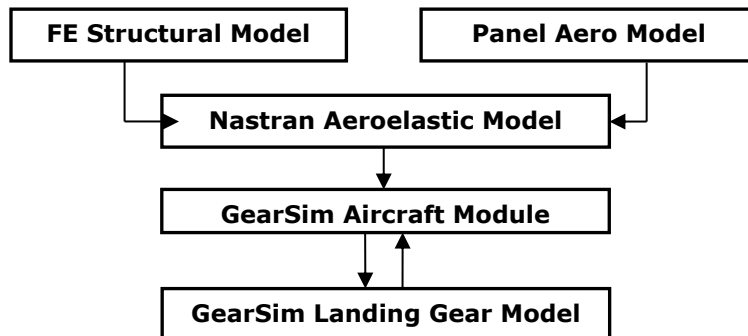 FE Structural Model
Panel Aero Model
Nastran Aeroelastic Model
GearSim Aircraft Module
GearSim Landing Gear Model